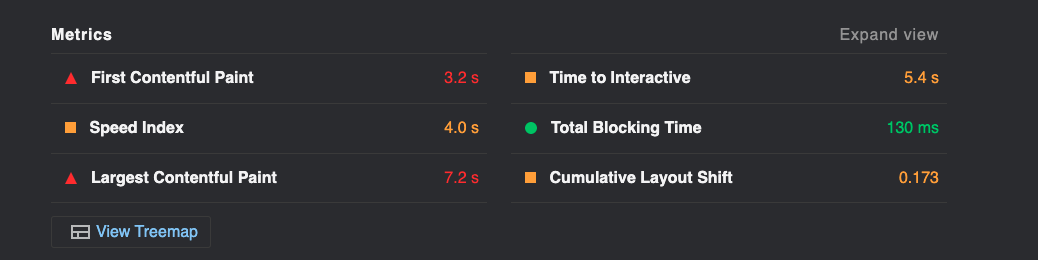 Metrics
Expand view
First Contentful Paint 3.2 s
Time to Interactive 5.4 s
Speed Index 4.0 s
Total Blocking Time 130 ms
Largest Contentful Paint 7.2 s
Cumulative Layout Shift 0.173
View Treemap